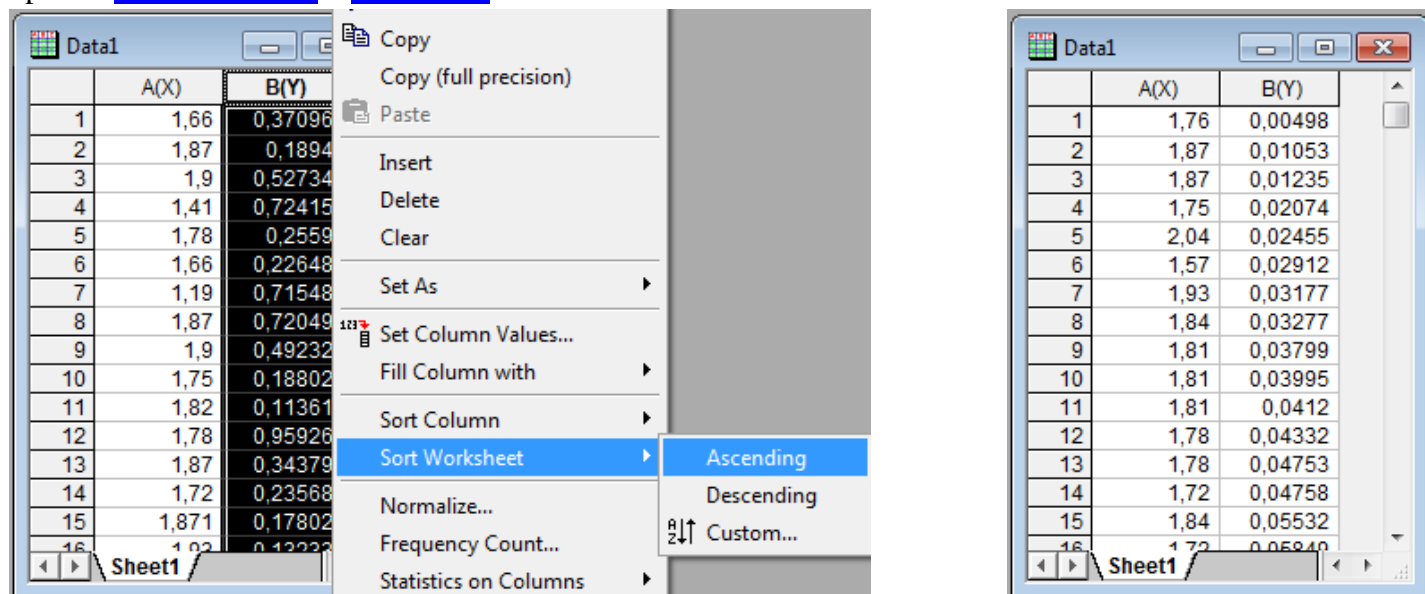 Data1
A(X) B(Y)
1 1,66 0,37096
2 1,87 0,1894
3 1,9 0,52734
4 1,41 0,72415
5 1,78 0,2559
6 1,66 0,22648
7 1,19 0,71548
8 1,87 0,72049
9 1,9 0,49232
10 1,75 0,18802
11 1,82 0,11361
12 1,78 0,95926
13 1,87 0,34379
14 1,72 0,23568
15 1,871 0,17802
16
Sheet1
Copy
Copy (full precision)
Paste
Insert
Delete
Clear
Set As
Set Column Values...
Fill Column with
Sort Column
Sort Worksheet
Normalize...
Frequency Count...
Statistics on Columns
Ascending
Descending
Custom...
Data1
A(X) B(Y)
1 1,76 0,00498
2 1,87 0,01053
3 1,87 0,01235
4 1,75 0,02074
5 2,04 0,02455
6 1,57 0,02912
7 1,93 0,03177
8 1,84 0,03277
9 1,81 0,03799
10 1,81 0,03995
11 1,81 0,0412
12 1,78 0,04332
13 1,78 0,04753
14 1,72 0,04758
15 1,84 0,05532
16 1,72
Sheet1